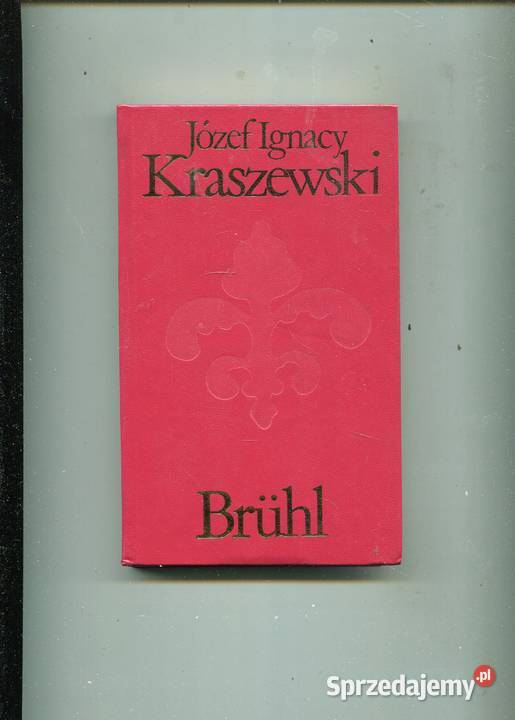 Józef Ignacy
Kraszewski
Brühl
Sprzedajemy.pl